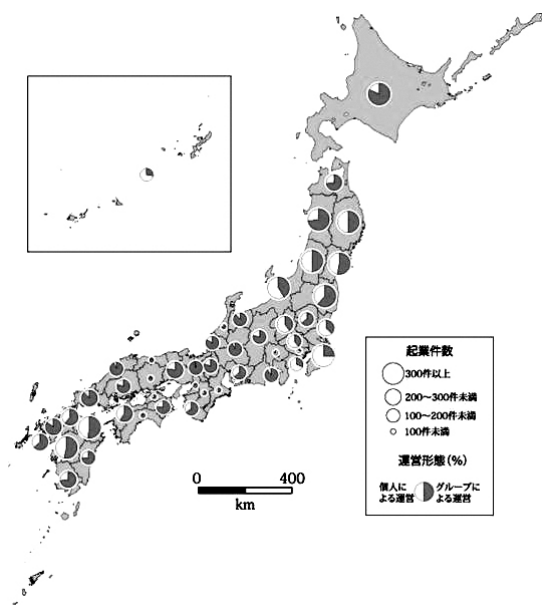 起業件数
300件以上
200～300件未満
100～200件未満
100件未満
運営形態(%)
個人に グループに
よる運営 よる運営
0 400
km